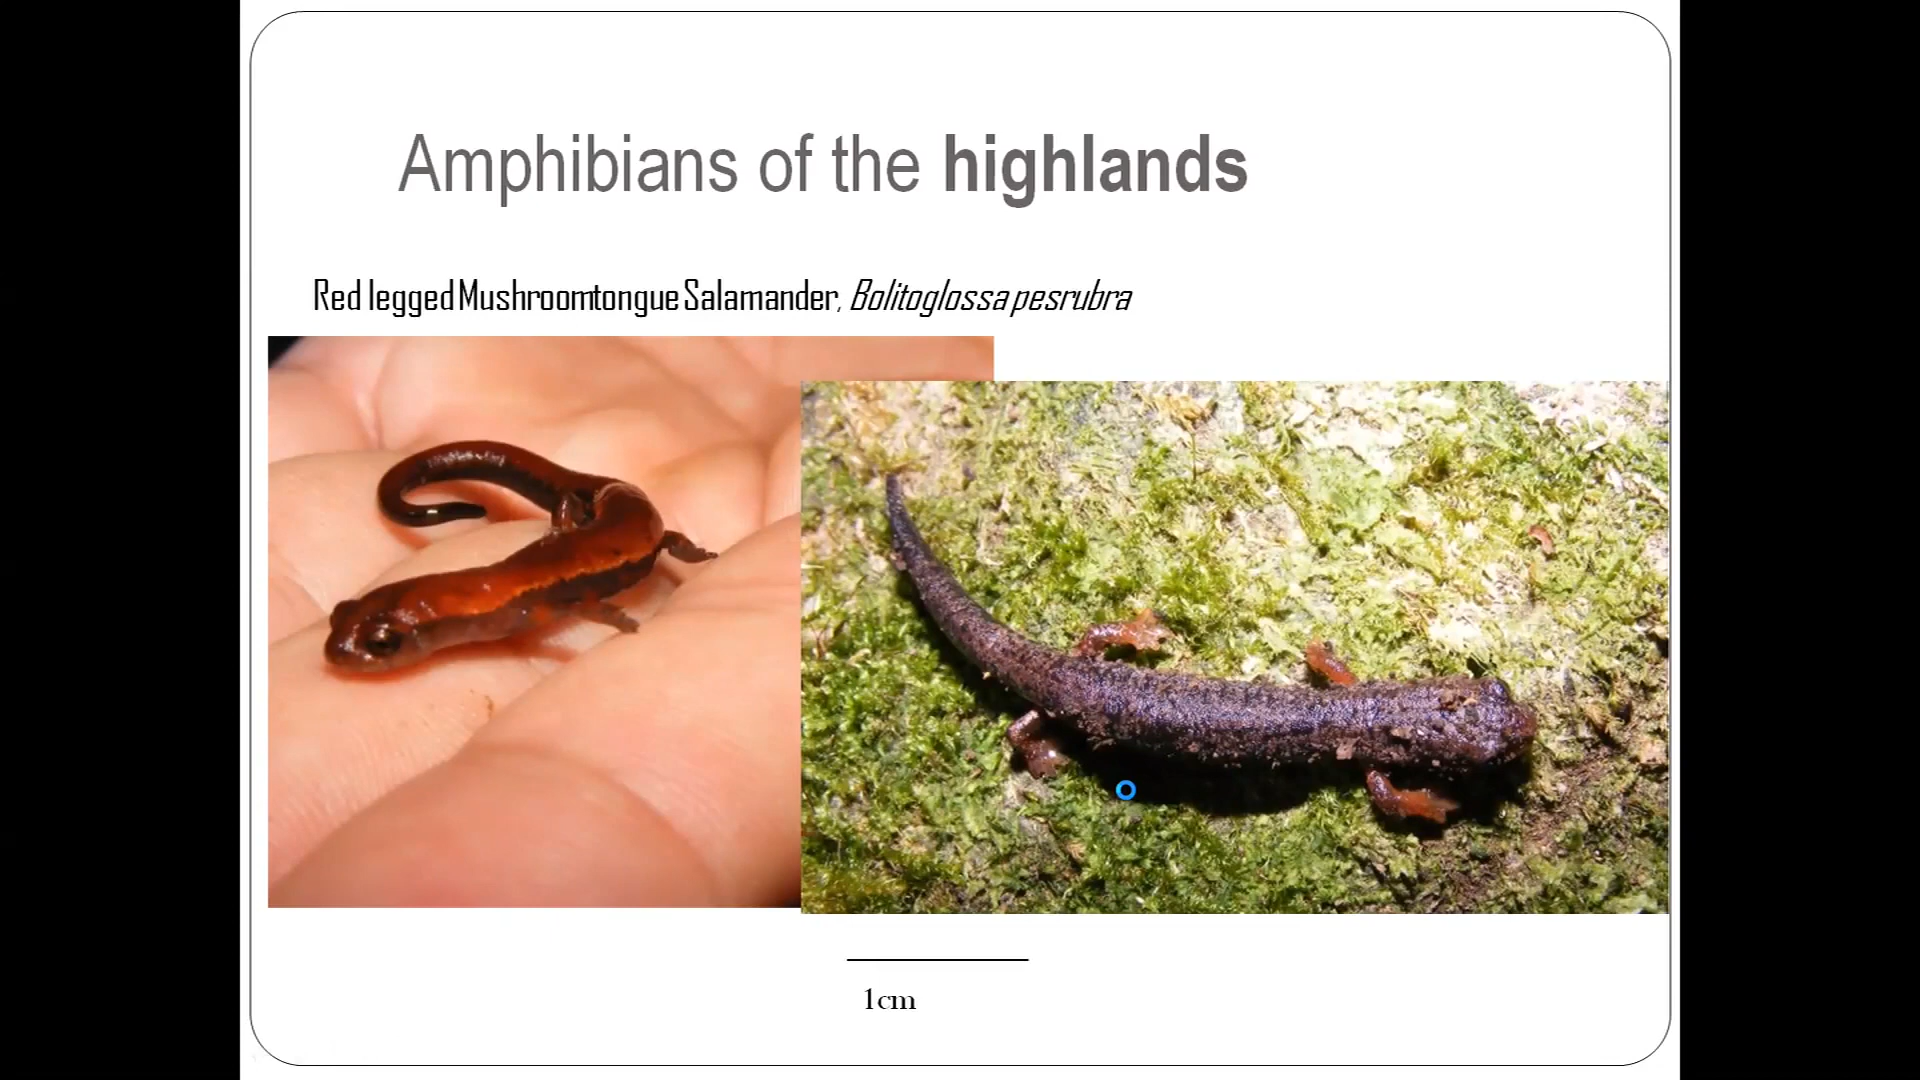 Amphibians of the highlands
Red legged Mushroomtongue Salamander, Bolitoglossa pesrubra
1cm